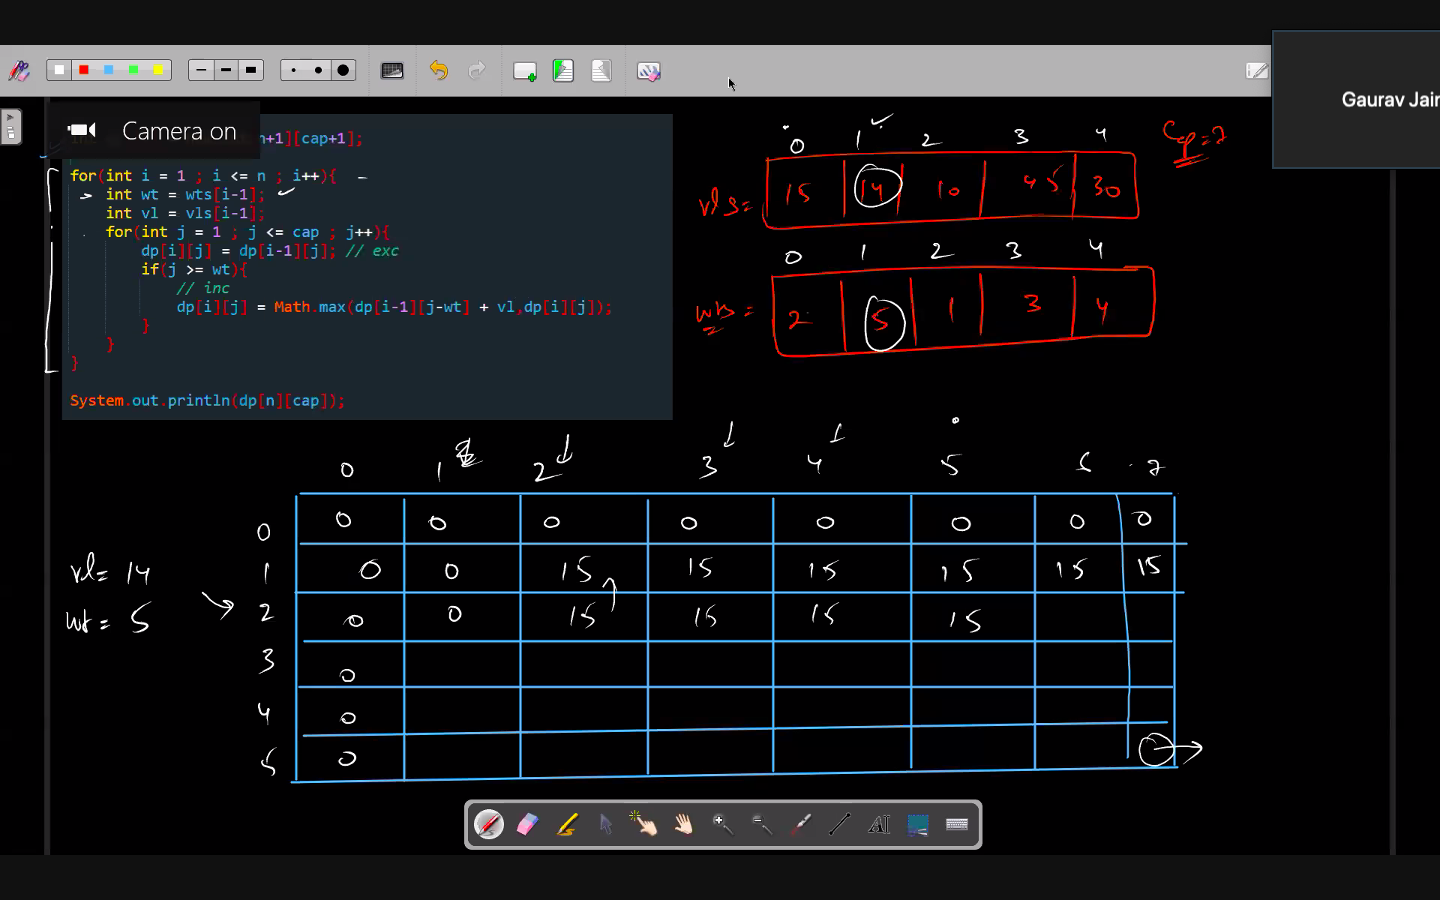 Camera on
n+1][cap+1];
for(int i = 1 ; i <= n ; i++){
int wt = wts[i-1];
int vl = vls[i-1];
for(int j = 1 ; j <= cap ; j++){
dp[i][j] = dp[i-1][j]; // exc
if(j >= wt){
// inc
dp[i][j] = Math.max(dp[i-1][j-wt] + vl,dp[i][j]);
}
}
}
System.out.println(dp[n][cap]);
Gaurav Jain
Cap=7
0 1 2 3 4
vls= 15 14 10 45 30
0 1 2 3 4
wts= 2 5 1 3 4
0 1 2 3 4 5 6 7
0 0 0 0 0 0 0 0 0
vl= 14
1 0 0 15 15 15 15 15 15
wt= 5
2 0 0 15 15 15 15
3 0
4 0
5 0
AI